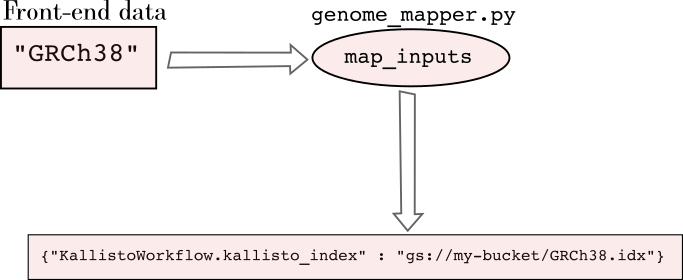 Front-end data
genome_mapper.py
"GRCh38"
map_inputs
{"KallistoWorkflow.kallisto_index" : "gs://my-bucket/GRCh38.idx"}